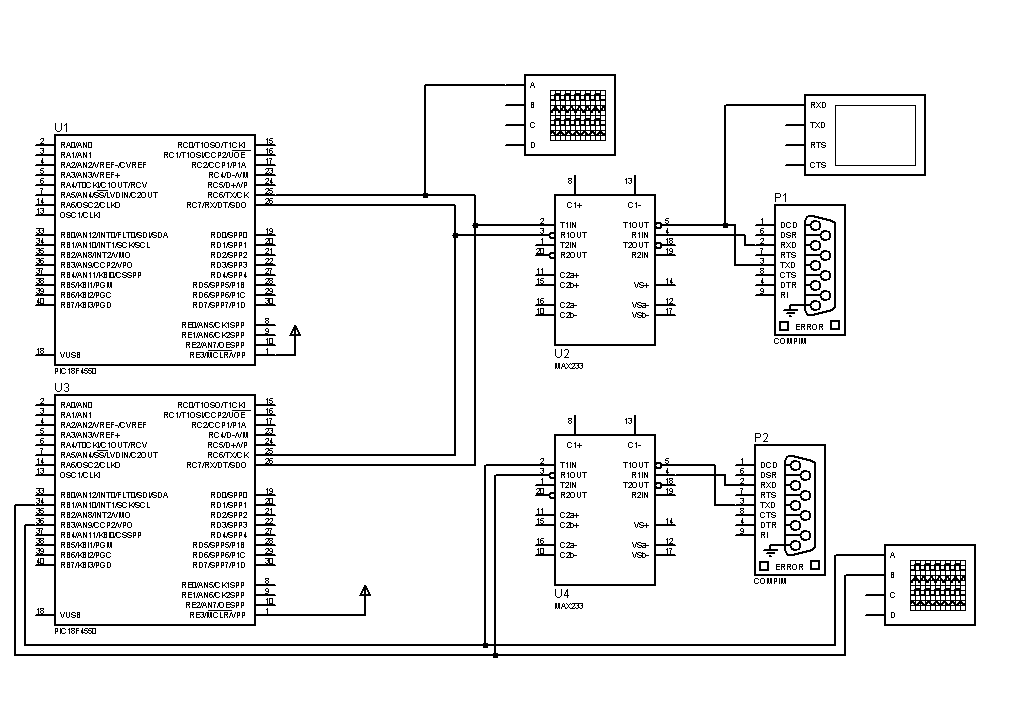 U1
2 RA0/AN0 RC0/T1OSO/T1CKI 15
3 RA1/AN1 RC1/T1OSI/CCP2/UOE 16
4 RA2/AN2/VREF-/CVREF RC2/CCP1/P1A 17
5 RA3/AN3/VREF+ RC4/D-/VM 23
6 RA4/T0CKI/C1OUT/RCV RC5/D+/VP 24
7 RA5/AN4/SS/LVDIN/C2OUT RC6/TX/CK 25
14 RA6/OSC2/CLKO RC7/RX/DT/SDO 26
13 OSC1/CLKI
33 RB0/AN12/INT0/FLT0/SDI/SDA RD0/SPP0 19
34 RB1/AN10/INT1/SCK/SCL RD1/SPP1 20
35 RB2/AN8/INT2/VMO RD2/SPP2 21
36 RB3/AN9/CCP2/VPO RD3/SPP3 22
37 RB4/AN11/KBI0/CSSPP RD4/SPP4 27
38 RB5/KBI1/PGM RD5/SPP5/P1B 28
39 RB6/KBI2/PGC RD6/SPP6/P1C 29
40 RB7/KBI3/PGD RD7/SPP7/P1D 30
RE0/AN5/CK1SPP 8
RE1/AN6/CK2SPP 9
RE2/AN7/OESPP 10
18 VUSB RE3/MCLR/VPP 1
PIC18F4550
A
B
C
D
RXD
TXD
RTS
CTS
8 13
C1+ C1-
2 T1IN T1OUT 5
3 R1OUT R1IN 4
1 T2IN T2OUT 18
20 R2OUT R2IN 19
11 C2a+
15 C2b+ VS+ 14
16 C2a- VSa- 12
10 C2b- VSb- 17
U2
MAX233
P1
1 DCD
6 DSR
2 RXD
7 RTS
3 TXD
8 CTS
4 DTR
9 RI
ERROR
COMPIM
U3
2 RA0/AN0 RC0/T1OSO/T1CKI 15
3 RA1/AN1 RC1/T1OSI/CCP2/UOE 16
4 RA2/AN2/VREF-/CVREF RC2/CCP1/P1A 17
5 RA3/AN3/VREF+ RC4/D-/VM 23
6 RA4/T0CKI/C1OUT/RCV RC5/D+/VP 24
7 RA5/AN4/SS/LVDIN/C2OUT RC6/TX/CK 25
14 RA6/OSC2/CLKO RC7/RX/DT/SDO 26
13 OSC1/CLKI
33 RB0/AN12/INT0/FLT0/SDI/SDA RD0/SPP0 19
34 RB1/AN10/INT1/SCK/SCL RD1/SPP1 20
35 RB2/AN8/INT2/VMO RD2/SPP2 21
36 RB3/AN9/CCP2/VPO RD3/SPP3 22
37 RB4/AN11/KBI0/CSSPP RD4/SPP4 27
38 RB5/KBI1/PGM RD5/SPP5/P1B 28
39 RB6/KBI2/PGC RD6/SPP6/P1C 29
40 RB7/KBI3/PGD RD7/SPP7/P1D 30
RE0/AN5/CK1SPP 8
RE1/AN6/CK2SPP 9
RE2/AN7/OESPP 10
18 VUSB RE3/MCLR/VPP 1
PIC18F4550
8 13
C1+ C1-
2 T1IN T1OUT 5
3 R1OUT R1IN 4
1 T2IN T2OUT 18
20 R2OUT R2IN 19
11 C2a+
15 C2b+ VS+ 14
16 C2a- VSa- 12
10 C2b- VSb- 17
U4
MAX233
P2
1 DCD
6 DSR
2 RXD
7 RTS
3 TXD
8 CTS
4 DTR
9 RI
ERROR
COMPIM
A
B
C
D